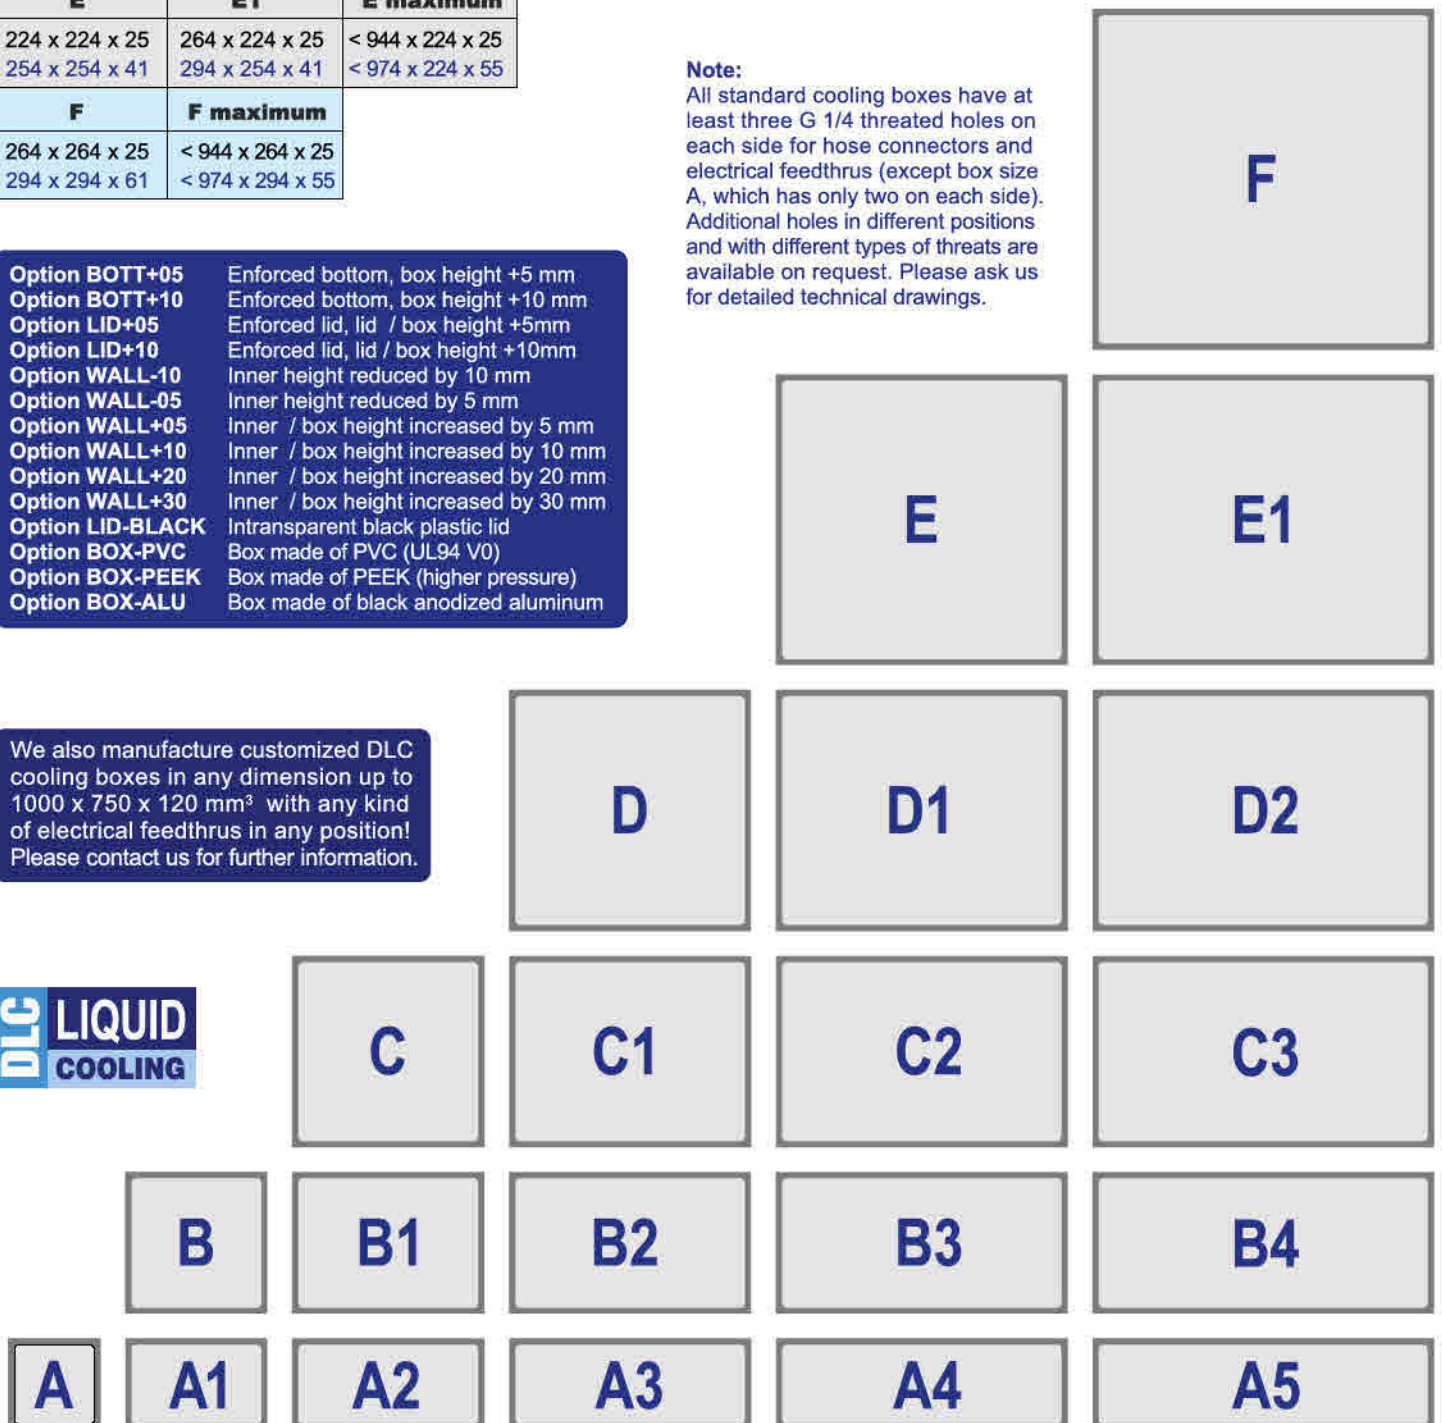 E E1 E maximum
224 x 224 x 25 264 x 224 x 25 < 944 x 224 x 25
254 x 254 x 41 294 x 254 x 41 < 974 x 224 x 55
F F maximum
264 x 264 x 25 < 944 x 264 x 25
294 x 294 x 61 < 974 x 294 x 55
Note:
All standard cooling boxes have at
least three G 1/4 threated holes on
each side for hose connectors and
electrical feedthrus (except box size
A, which has only two on each side).
Additional holes in different positions
and with different types of threats are
available on request. Please ask us
for detailed technical drawings.
F
Option BOTT+05 Enforced bottom, box height +5 mm
Option BOTT+10 Enforced bottom, box height +10 mm
Option LID+05 Enforced lid, lid / box height +5mm
Option LID+10 Enforced lid, lid / box height +10mm
Option WALL-10 Inner height reduced by 10 mm
Option WALL-05 Inner height reduced by 5 mm
Option WALL+05 Inner / box height increased by 5 mm
Option WALL+10 Inner / box height increased by 10 mm
Option WALL+20 Inner / box height increased by 20 mm
Option WALL+30 Inner / box height increased by 30 mm
Option LID-BLACK Intransparent black plastic lid
Option BOX-PVC Box made of PVC (UL94 V0)
Option BOX-PEEK Box made of PEEK (higher pressure)
Option BOX-ALU Box made of black anodized aluminum
E E1
We also manufacture customized DLC
cooling boxes in any dimension up to
1000 x 750 x 120 mm³ with any kind
of electrical feedthrus in any position!
Please contact us for further information.
D D1 D2
DLC
LIQUID
COOLING
C C1 C2 C3
B B1 B2 B3 B4
A A1 A2 A3 A4 A5